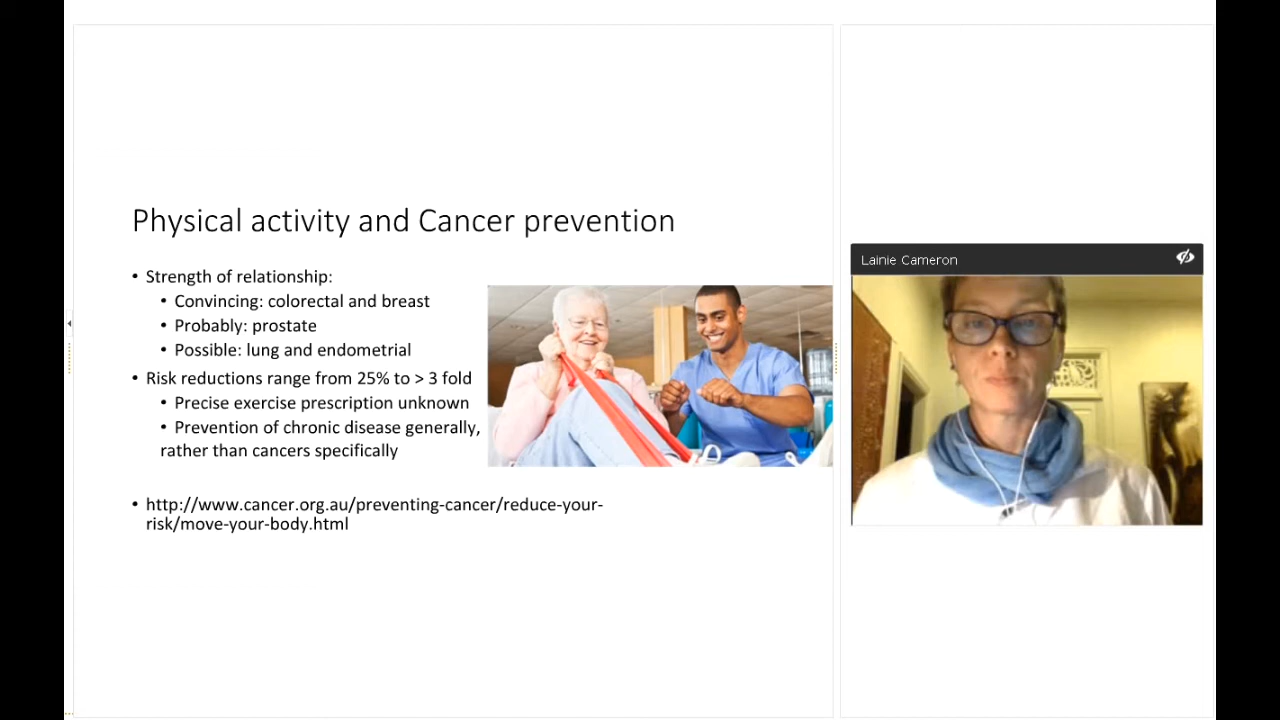 Physical activity and Cancer prevention
• Strength of relationship:
• Convincing: colorectal and breast
• Probably: prostate
• Possible: lung and endometrial
• Risk reductions range from 25% to > 3 fold
• Precise exercise prescription unknown
• Prevention of chronic disease generally,
rather than cancers specifically
• http://www.cancer.org.au/preventing-cancer/reduce-your-
risk/move-your-body.html
Lainie Cameron